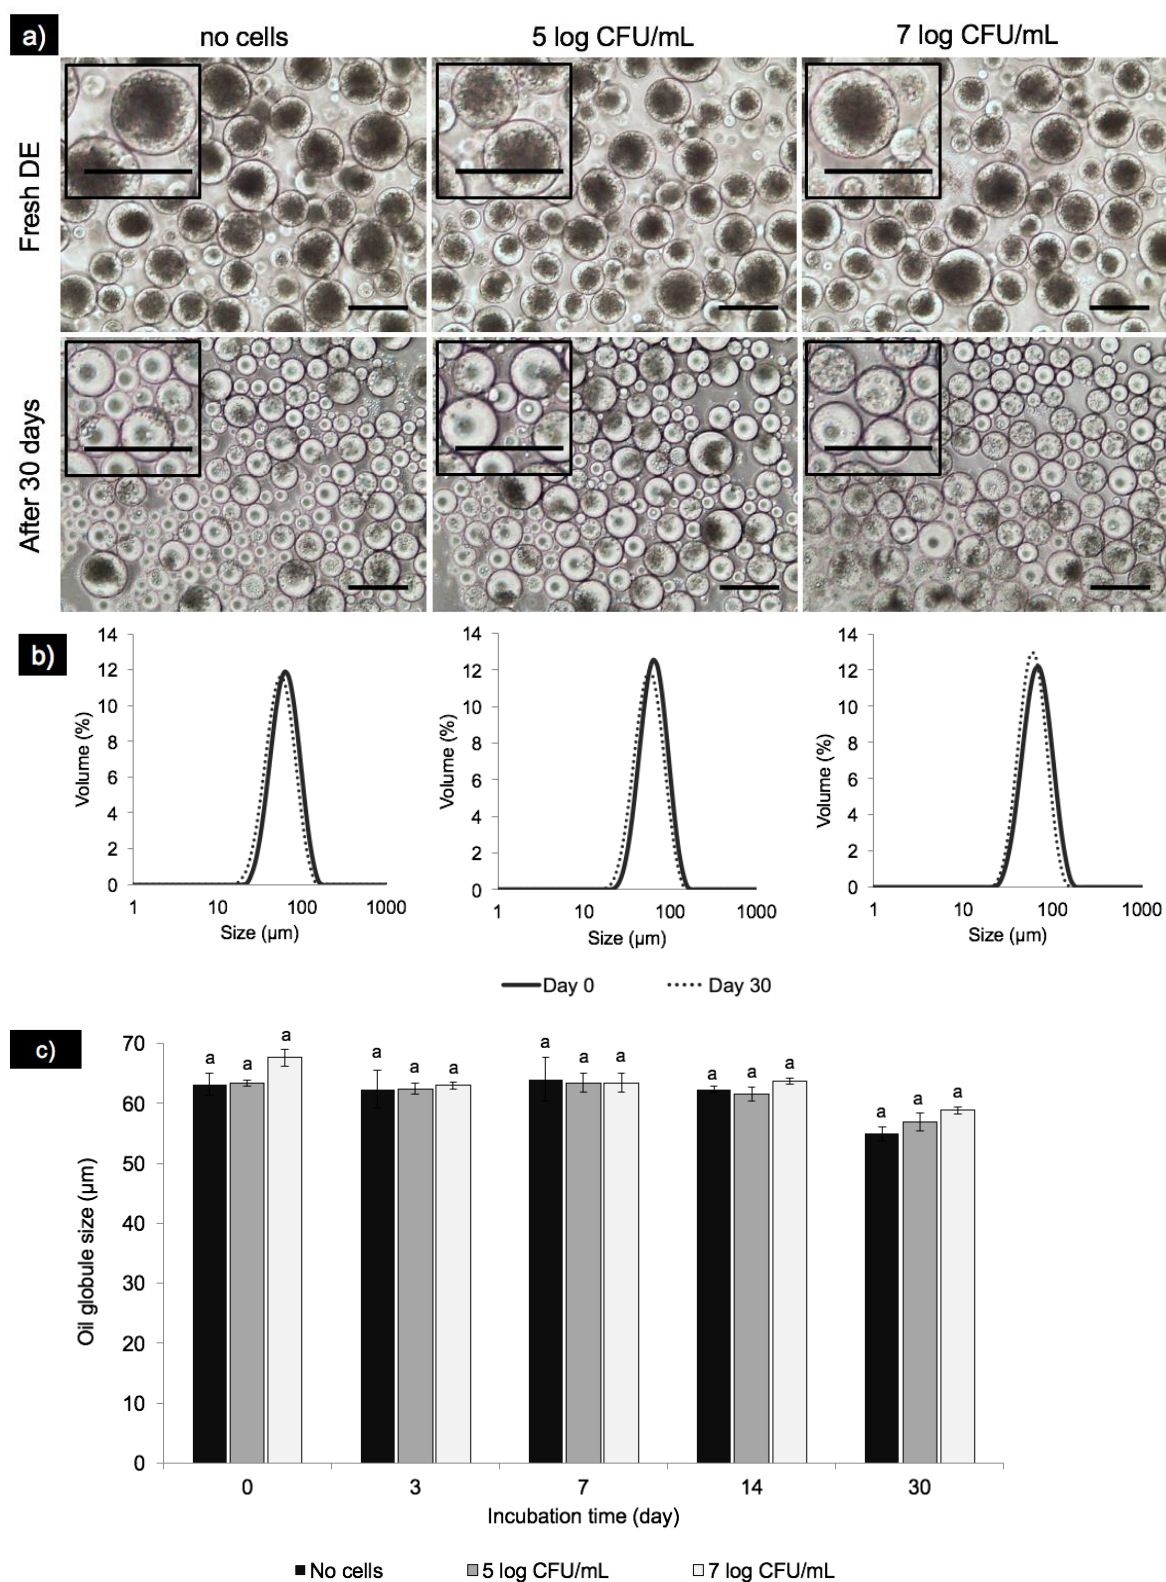 a)
no cells 5 log CFU/mL 7 log CFU/mL
Fresh DE
After 30 days
b)
14
12
10
8
6
4
2
0
Volume (%)
1 10 100 1000
Size (µm)
14
12
10
8
6
4
2
0
Volume (%)
1 10 100 1000
Size (µm)
14
12
10
8
6
4
2
0
Volume (%)
1 10 100 1000
Size (µm)
Day 0 Day 30
c)
70
60
50
40
30
20
10
0
Oil globule size (µm)
a a a a a a a a a a a a a a a
0 3 7 14 30
Incubation time (day)
No cells 5 log CFU/mL 7 log CFU/mL